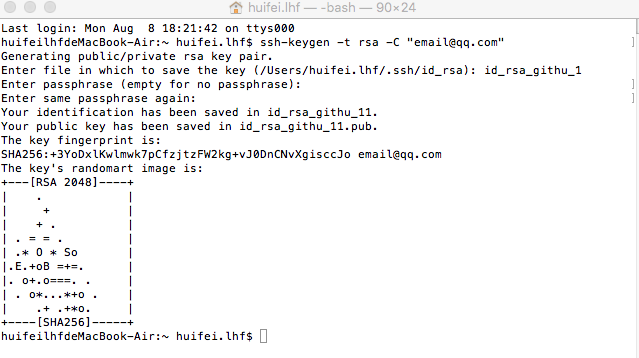 huifei.lhf — -bash — 90×24
Last login: Mon Aug  8 18:21:42 on ttys000
huifeilhfdeMacBook-Air:~ huifei.lhf$ ssh-keygen -t rsa -C "email@qq.com"
Generating public/private rsa key pair.
Enter file in which to save the key (/Users/huifei.lhf/.ssh/id_rsa): id_rsa_githu_1
Enter passphrase (empty for no passphrase):
Enter same passphrase again:
Your identification has been saved in id_rsa_githu_11.
Your public key has been saved in id_rsa_githu_11.pub.
The key fingerprint is:
SHA256:+3YoDxlKwlmwk7pCfzjtzFW2kg+vJ0DnCNvXgisccJo email@qq.com
The key's randomart image is:
+---[RSA 2048]----+
|    .            |
|     +           |
|    + .          |
| . = = .         |
| .* O * So       |
|.E.+oB =+=.      |
|. o+.o===. .     |
| . o*...*+o .    |
|    .+ .+*o.     |
+----[SHA256]-----+
huifeilhfdeMacBook-Air:~ huifei.lhf$